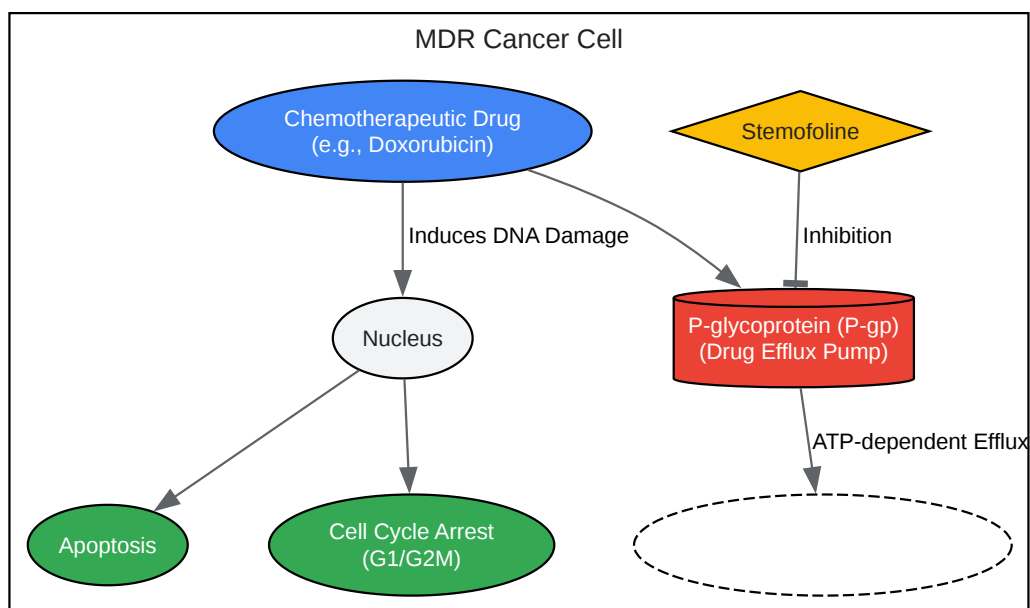 MDR Cancer Cell
Chemotherapeutic Drug
(e.g., Doxorubicin)
Stemofoline
Induces DNA Damage
Inhibition
Nucleus
P-glycoprotein (P-gp)
(Drug Efflux Pump)
ATP-dependent Efflux
Apoptosis
Cell Cycle Arrest
(G1/G2M)